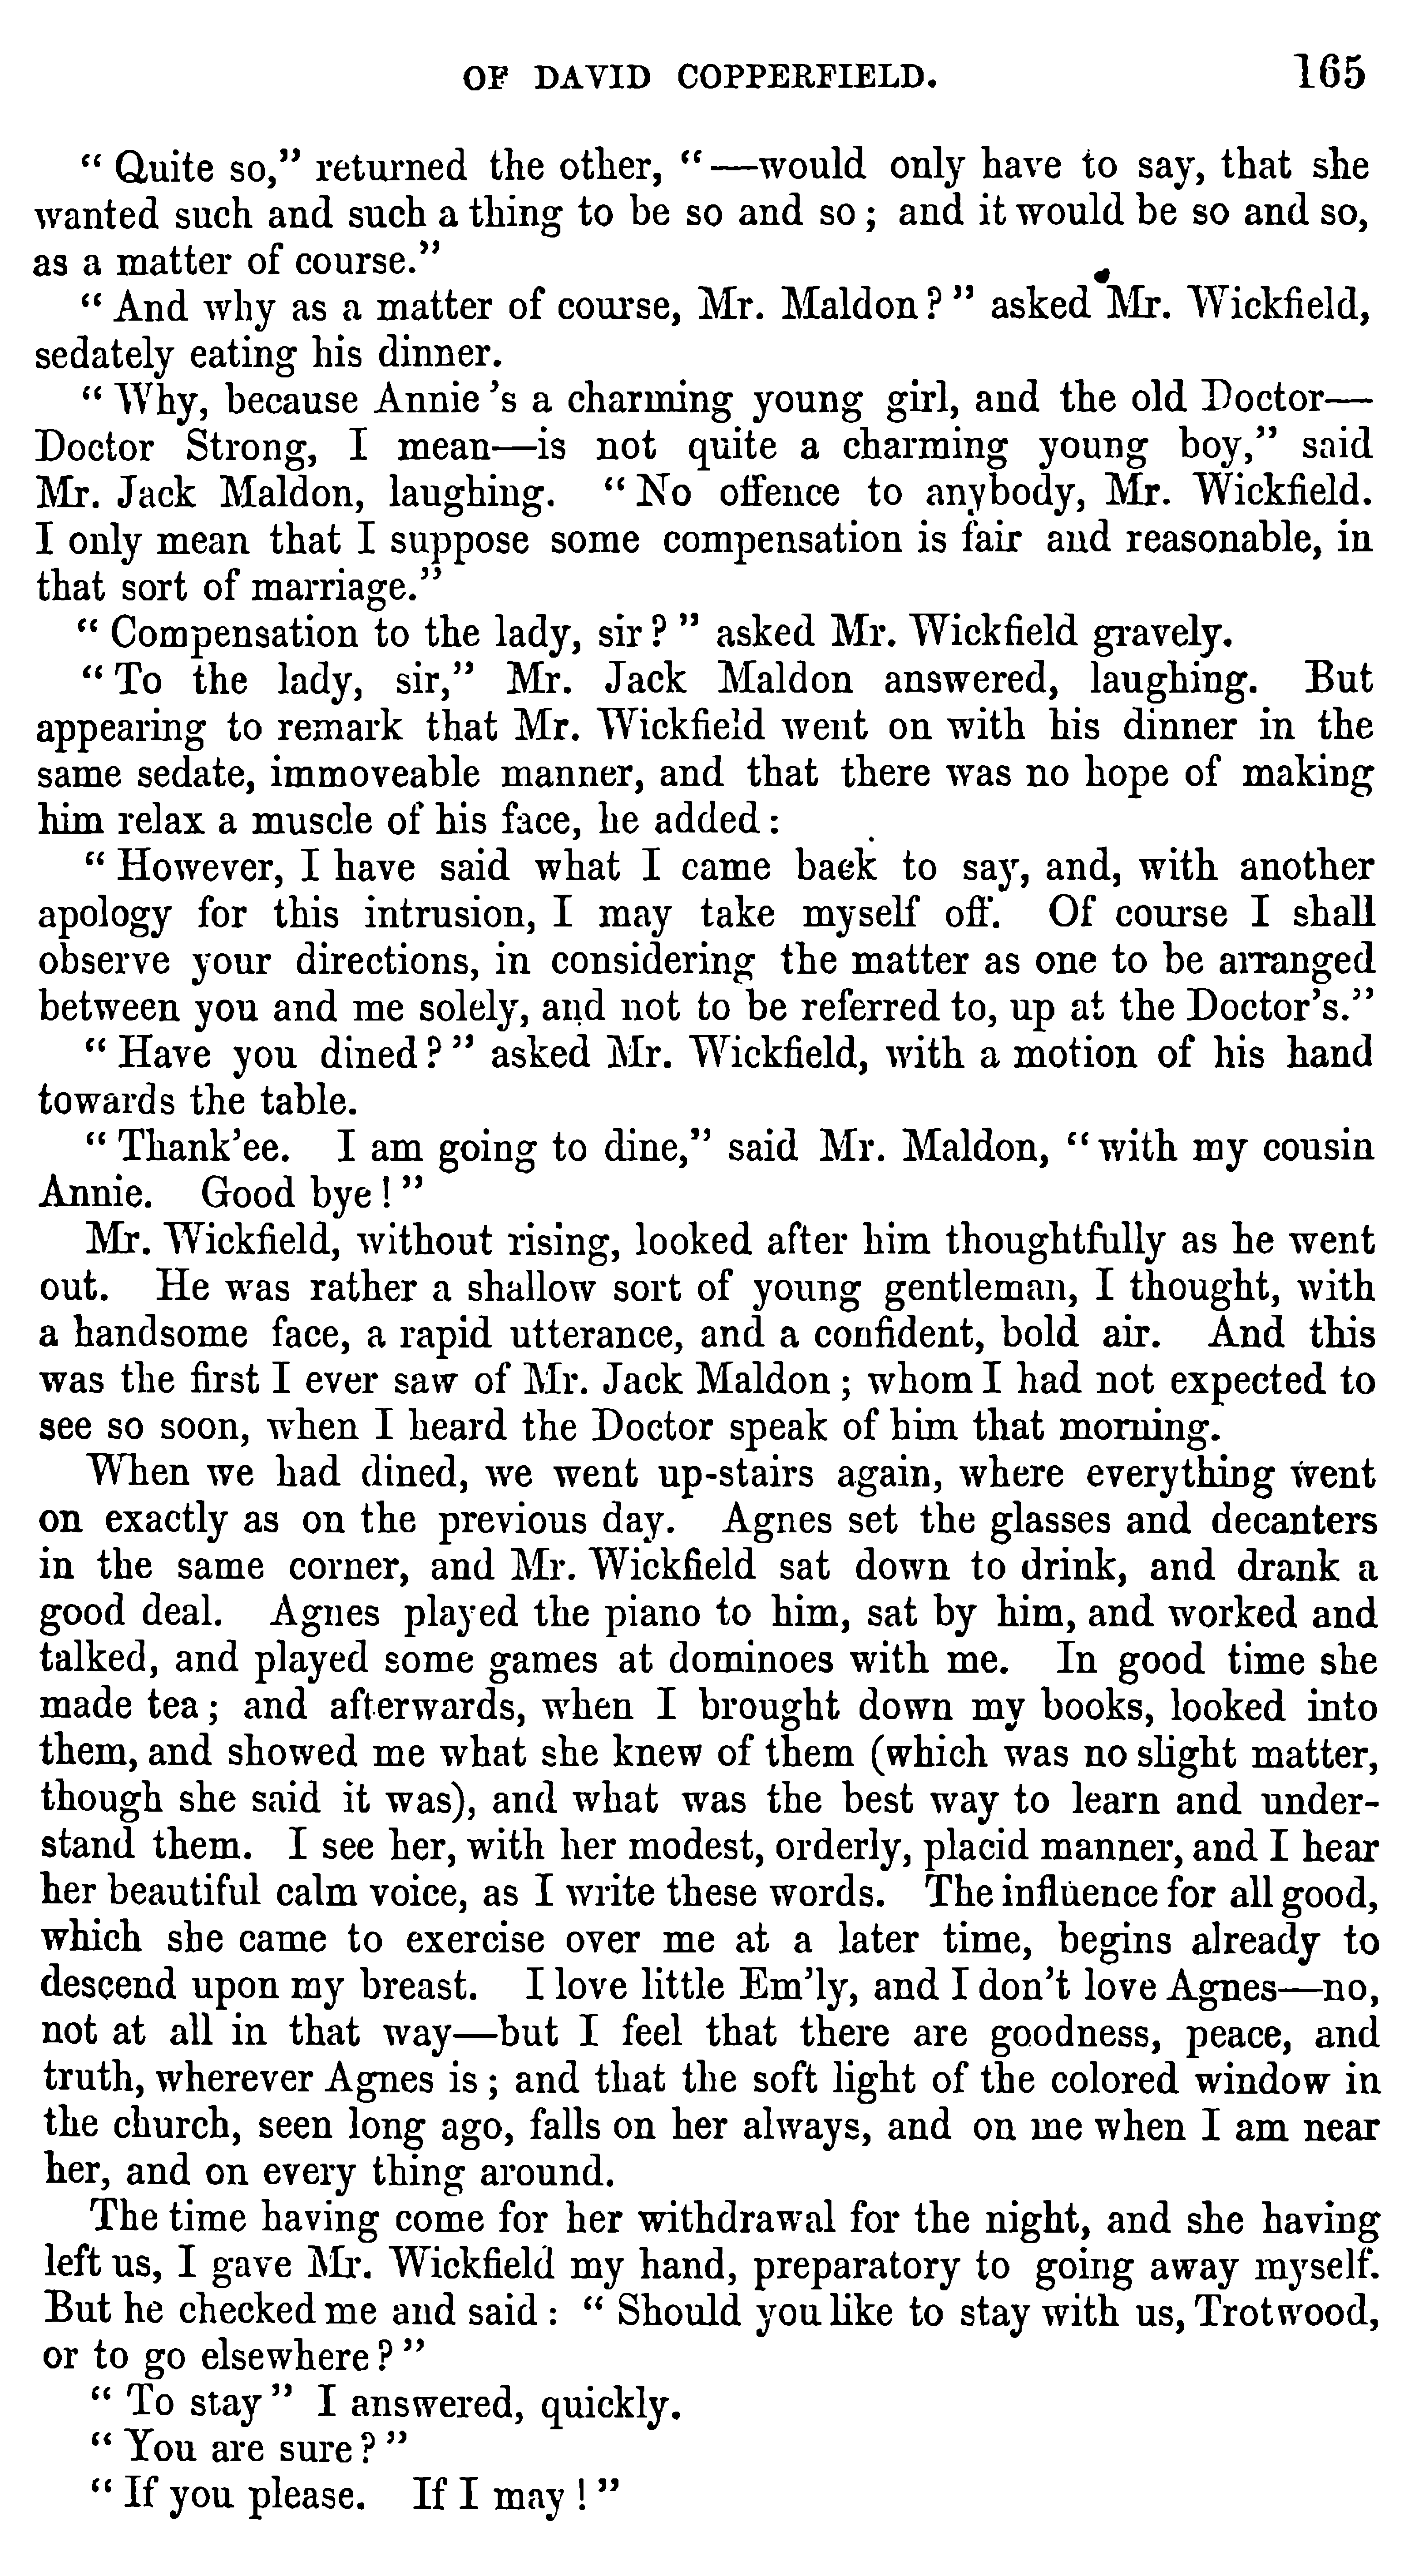 OF DAVID COPPERFIELD. 165
“ Quite so,” returned the other, “ —would only have to say, that she
wanted such and such a thing to be so and so ; and it would be so and so,
as a matter of course.”
“ And why as a matter of course, Mr. Maldon ? ” asked Mr. Wickfield,
sedately eating his dinner.
“ Why, because Annie ’s a charming young girl, and the old Doctor—
Doctor Strong, I mean—is not quite a charming young boy,” said
Mr. Jack Maldon, laughing. “ No offence to anybody, Mr. Wickfield.
I only mean that I suppose some compensation is fair and reasonable, in
that sort of marriage.”
“ Compensation to the lady, sir ? ” asked Mr. Wickfield gravely.
“ To the lady, sir,” Mr. Jack Maldon answered, laughing. But
appearing to remark that Mr. Wickfield went on with his dinner in the
same sedate, immoveable manner, and that there was no hope of making
him relax a muscle of his face, he added :
“ However, I have said what I came back to say, and, with another
apology for this intrusion, I may take myself off. Of course I shall
observe your directions, in considering the matter as one to be arranged
between you and me solely, and not to be referred to, up at the Doctor’s.”
“ Have you dined ? ” asked Mr. Wickfield, with a motion of his hand
towards the table.
“ Thank’ee. I am going to dine,” said Mr. Maldon, “ with my cousin
Annie. Good bye ! ”
Mr. Wickfield, without rising, looked after him thoughtfully as he went
out. He was rather a shallow sort of young gentleman, I thought, with
a handsome face, a rapid utterance, and a confident, bold air. And this
was the first I ever saw of Mr. Jack Maldon ; whom I had not expected to
see so soon, when I heard the Doctor speak of him that morning.
When we had dined, we went up-stairs again, where everything went
on exactly as on the previous day. Agnes set the glasses and decanters
in the same corner, and Mr. Wickfield sat down to drink, and drank a
good deal. Agnes played the piano to him, sat by him, and worked and
talked, and played some games at dominoes with me. In good time she
made tea ; and afterwards, when I brought down my books, looked into
them, and showed me what she knew of them (which was no slight matter,
though she said it was), and what was the best way to learn and under-
stand them. I see her, with her modest, orderly, placid manner, and I hear
her beautiful calm voice, as I write these words. The influence for all good,
which she came to exercise over me at a later time, begins already to
descend upon my breast. I love little Em’ly, and I don’t love Agnes—no,
not at all in that way—but I feel that there are goodness, peace, and
truth, wherever Agnes is ; and that the soft light of the colored window in
the church, seen long ago, falls on her always, and on me when I am near
her, and on every thing around.
The time having come for her withdrawal for the night, and she having
left us, I gave Mr. Wickfield my hand, preparatory to going away myself.
But he checked me and said : “ Should you like to stay with us, Trotwood,
or to go elsewhere ? ”
“ To stay ” I answered, quickly.
“ You are sure ? ”
“ If you please. If I may ! ”